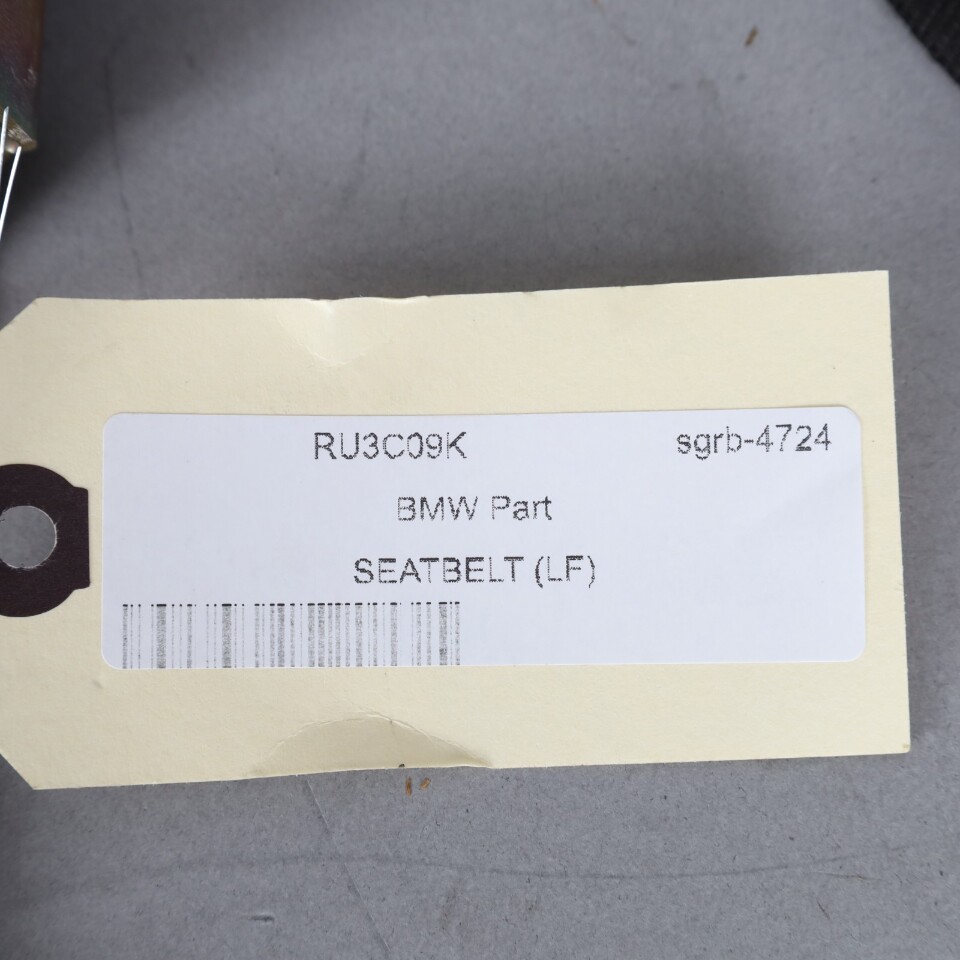 RU3C09K sgrb-4724
BMW Part
SEATBELT (LF)